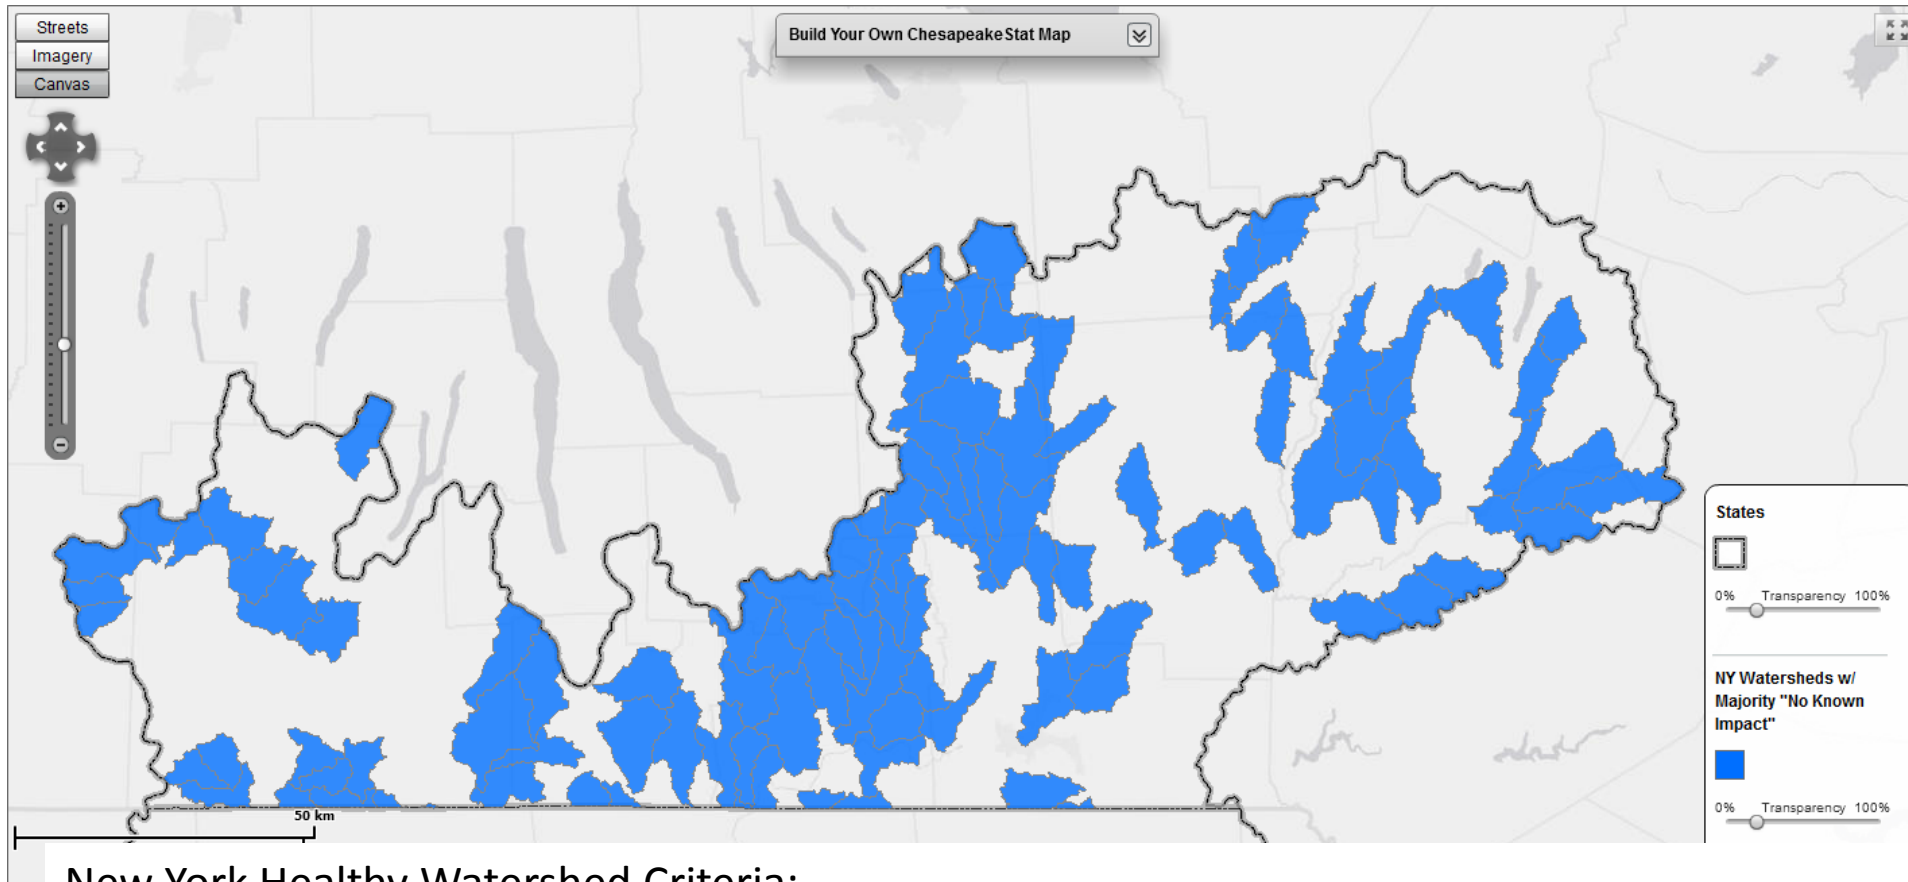 Streets
Imagery
Canvas
Build Your Own ChesapeakeStat Map
States
0% Transparency 100%
NY Watersheds w/
Majority "No Known
Impact"
0% Transparency 100%
50 km
New York Healthy Watershed Criteria: